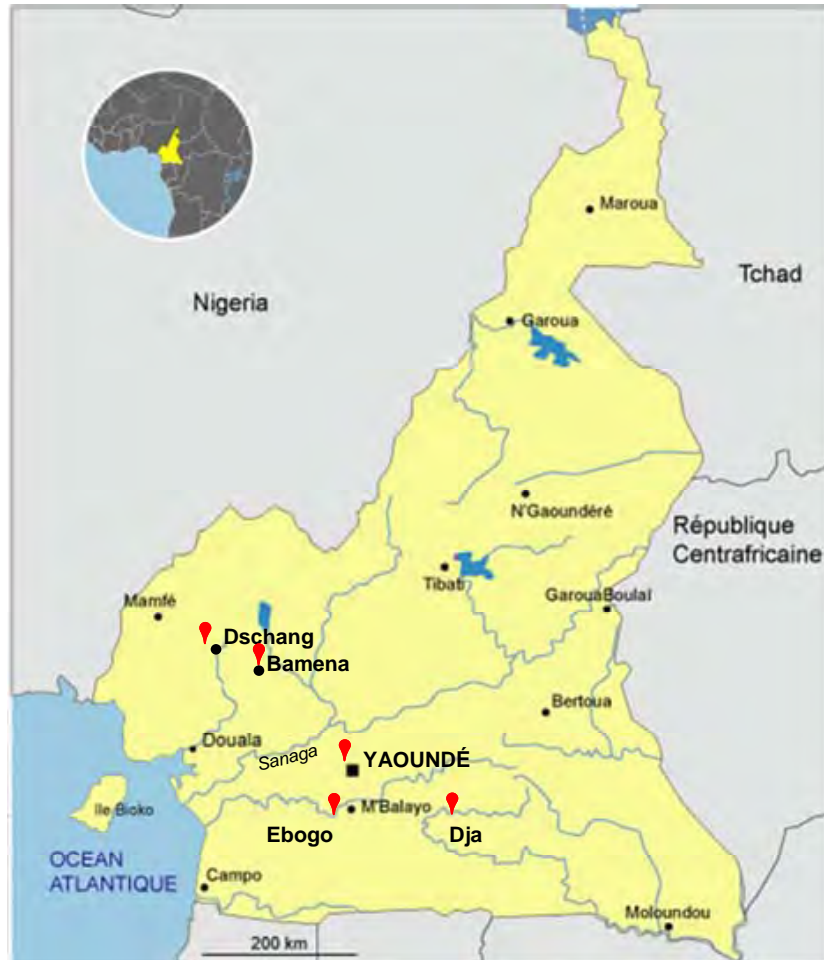 Maroua
Tchad
Nigeria
Garoua
N'Gaoundéré
République
Centrafricaine
Tibati
GarouaBoulal
Mamfé
Dschang
Bamena
Bertoua
Douala
Sanaga
YAOUNDÉ
Ile Bioko
M'Balayo
Ebogo
Dja
OCEAN
ATLANTIQUE
Campo
Moloundou
200 km